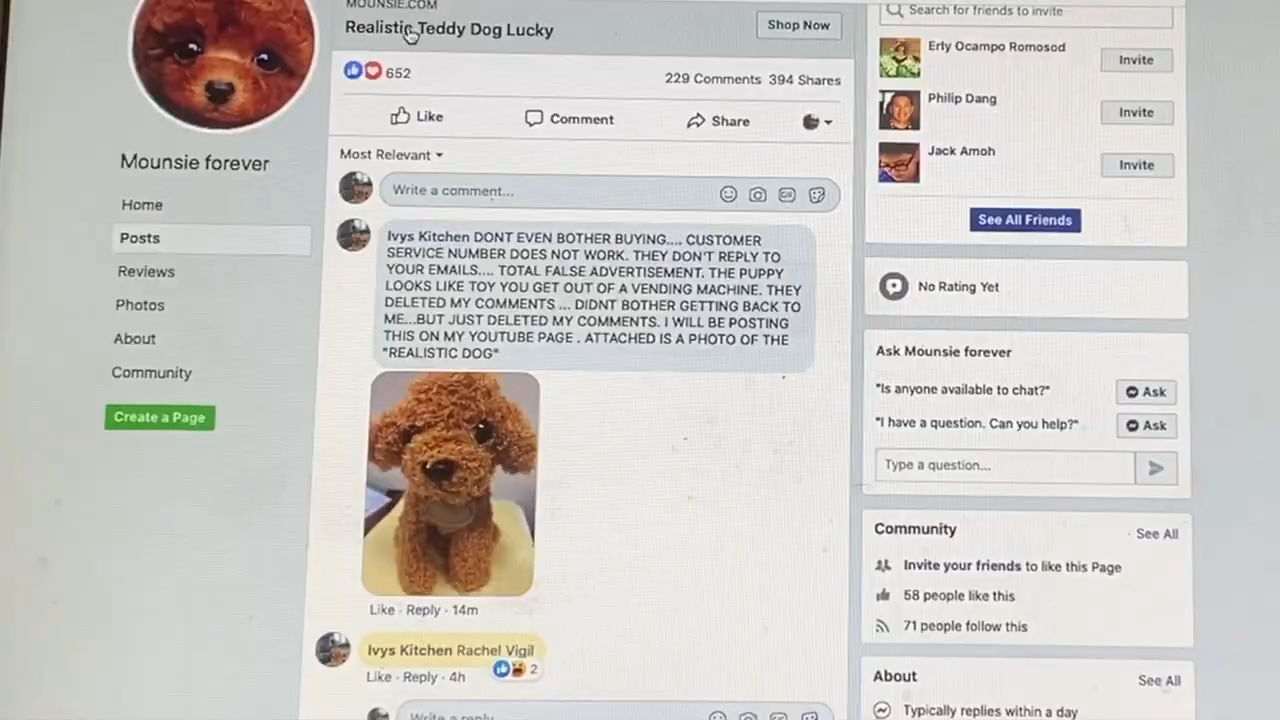 MOUNSIE.COM
Realistic Teddy Dog Lucky
Shop Now
652
229 Comments 394 Shares
Like
Comment
Share
Most Relevant
Write a comment...
GIF
Ivys Kitchen DONT EVEN BOTHER BUYING.... CUSTOMER
SERVICE NUMBER DOES NOT WORK. THEY DON'T REPLY TO
YOUR EMAILS.... TOTAL FALSE ADVERTISEMENT. THE PUPPY
LOOKS LIKE TOY YOU GET OUT OF A VENDING MACHINE. THEY
DELETED MY COMMENTS ... DIDNT BOTHER GETTING BACK TO
ME...BUT JUST DELETED MY COMMENTS. I WILL BE POSTING
THIS ON MY YOUTUBE PAGE . ATTACHED IS A PHOTO OF THE
"REALISTIC DOG"
Like · Reply · 14m
Ivys Kitchen Rachel Vigil
2
Like · Reply · 4h
Write a reply
Mounsie forever
Home
Posts
Reviews
Photos
About
Community
Create a Page
Search for friends to invite
Erly Ocampo Romosod
Invite
Philip Dang
Invite
Jack Amoh
Invite
See All Friends
No Rating Yet
Ask Mounsie forever
"Is anyone available to chat?"
Ask
"I have a question. Can you help?"
Ask
Type a question...
Community
See All
Invite your friends to like this Page
58 people like this
71 people follow this
About
See All
Typically replies within a day